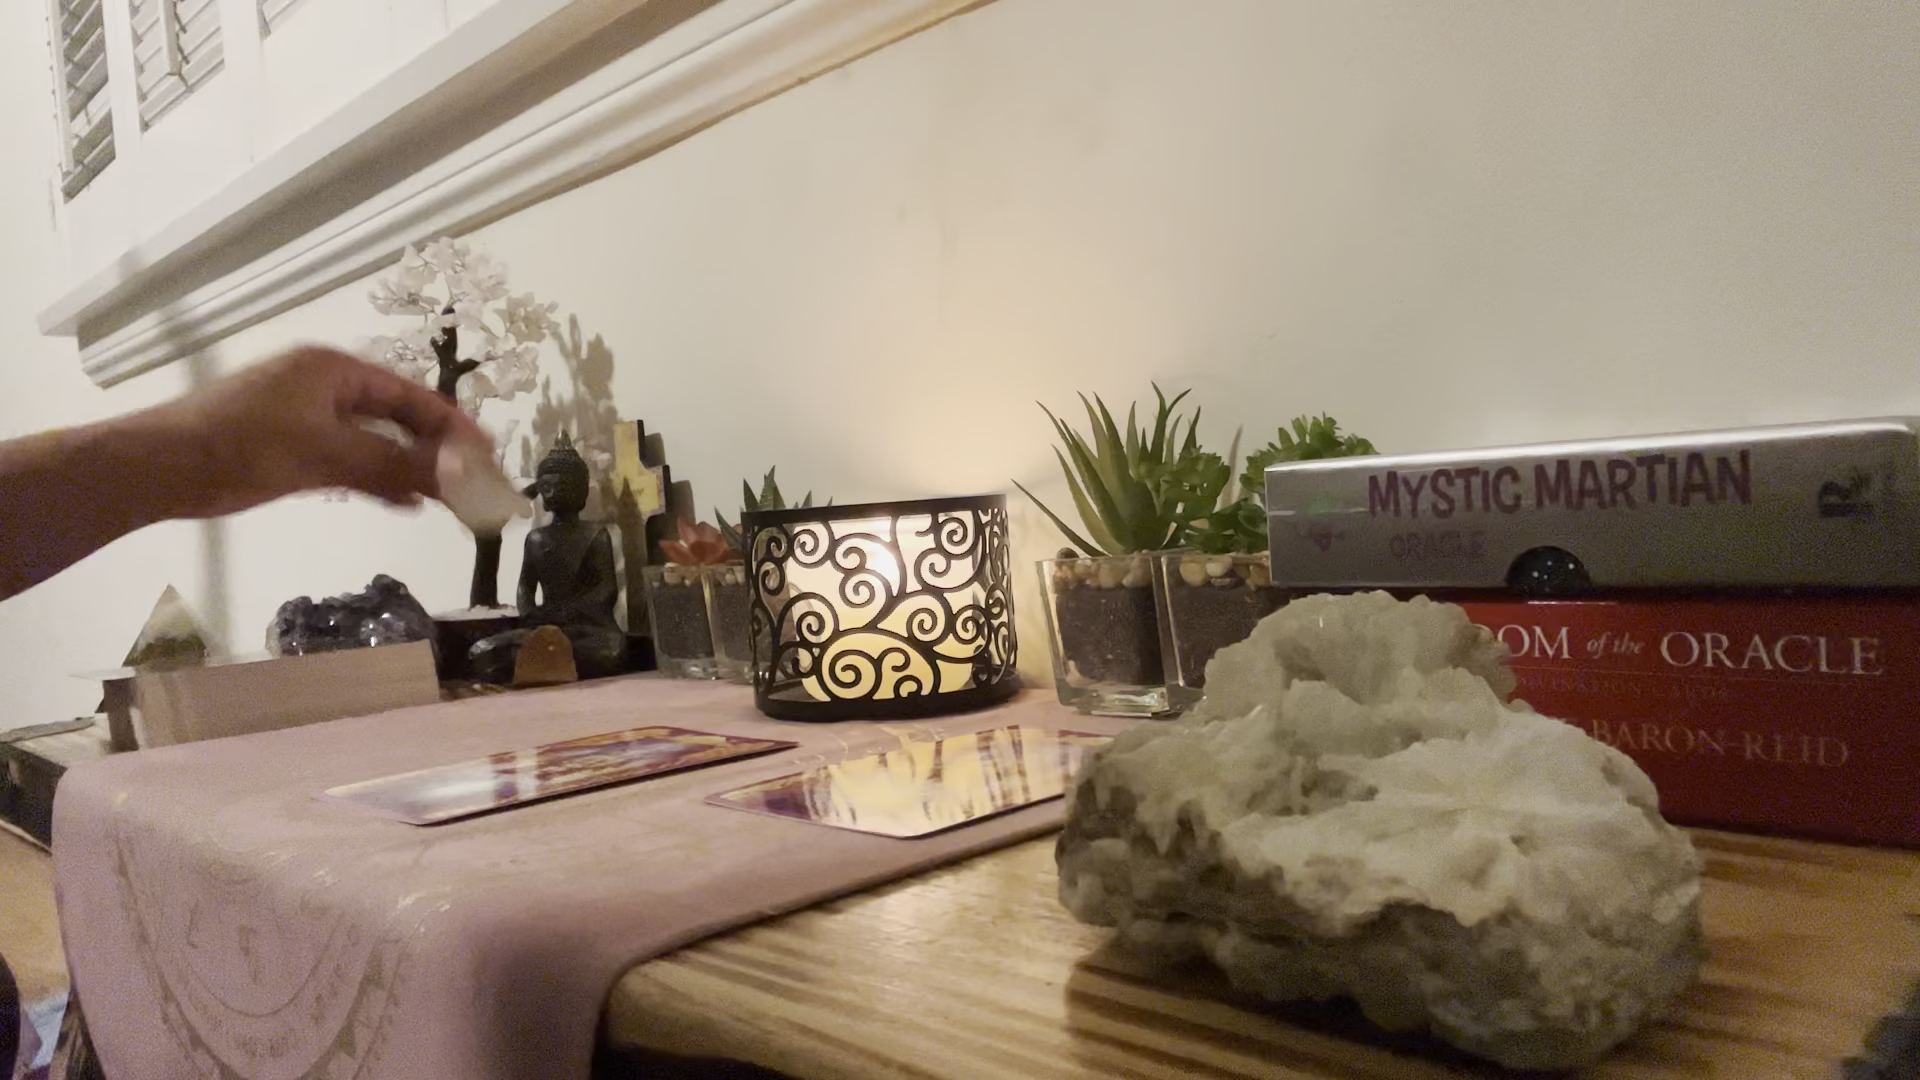 MYSTIC MARTIAN
ORACLE
OM of the ORACLE
BARON-REID